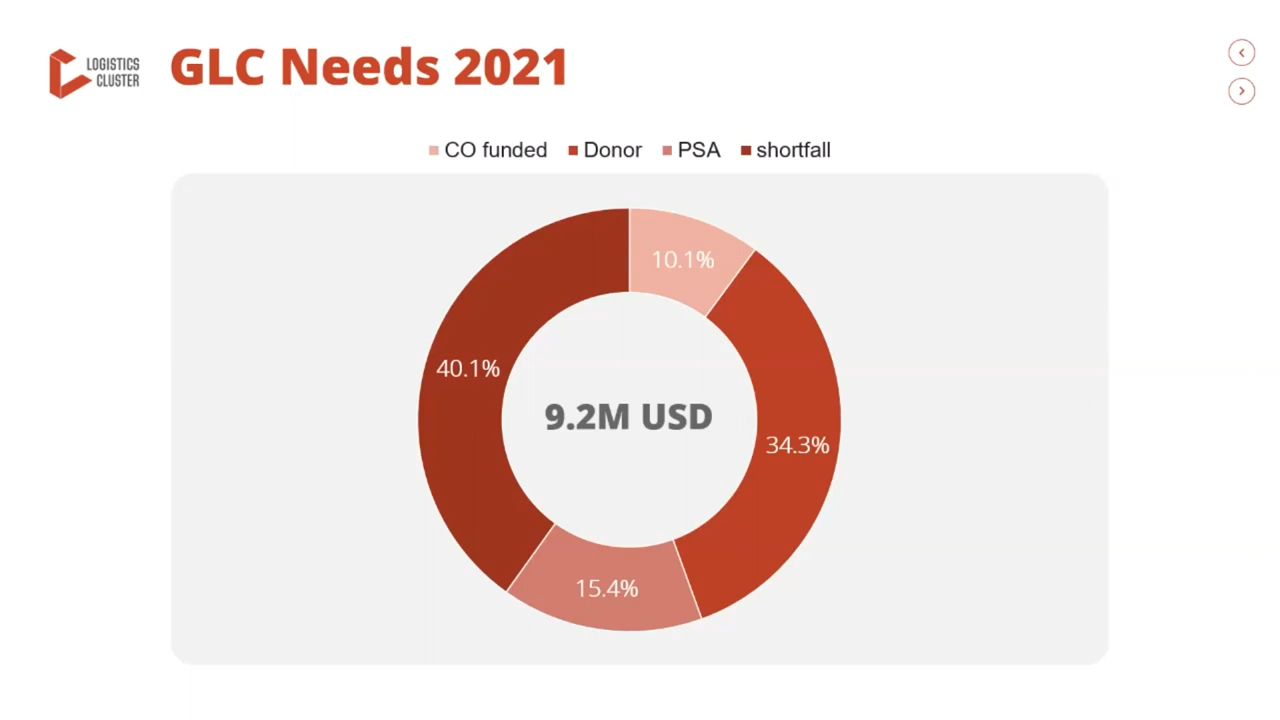 LOGISTICS
CLUSTER
GLC Needs 2021
CO funded Donor PSA shortfall
10.1%
40.1%
9.2M USD
34.3%
15.4%